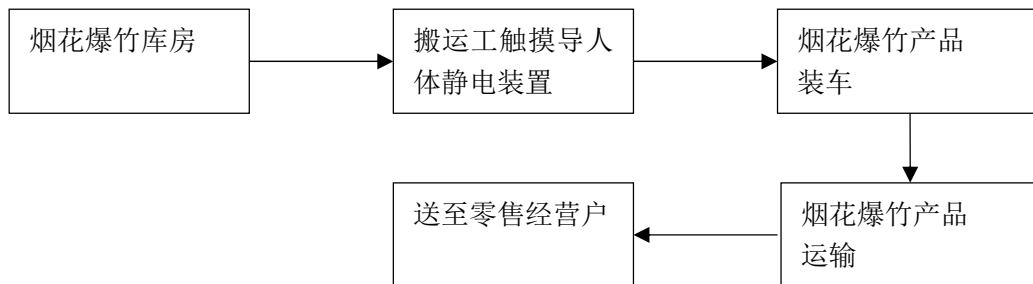 烟花爆竹库房
搬运工触摸导人
体静电装置
烟花爆竹产品
装车
烟花爆竹产品
运输
送至零售经营户